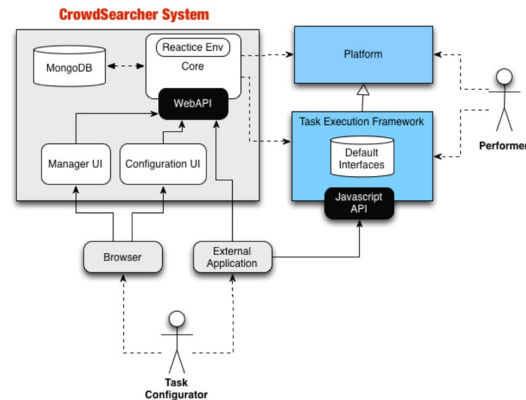 CrowdSearcher System
Reactice Env
Core
MongoDB
WebAPI
Manager UI
Configuration UI
Platform
Task Execution Framework
Default
Interfaces
Javascript
API
Performer
Browser
External
Application
Task
Configurator